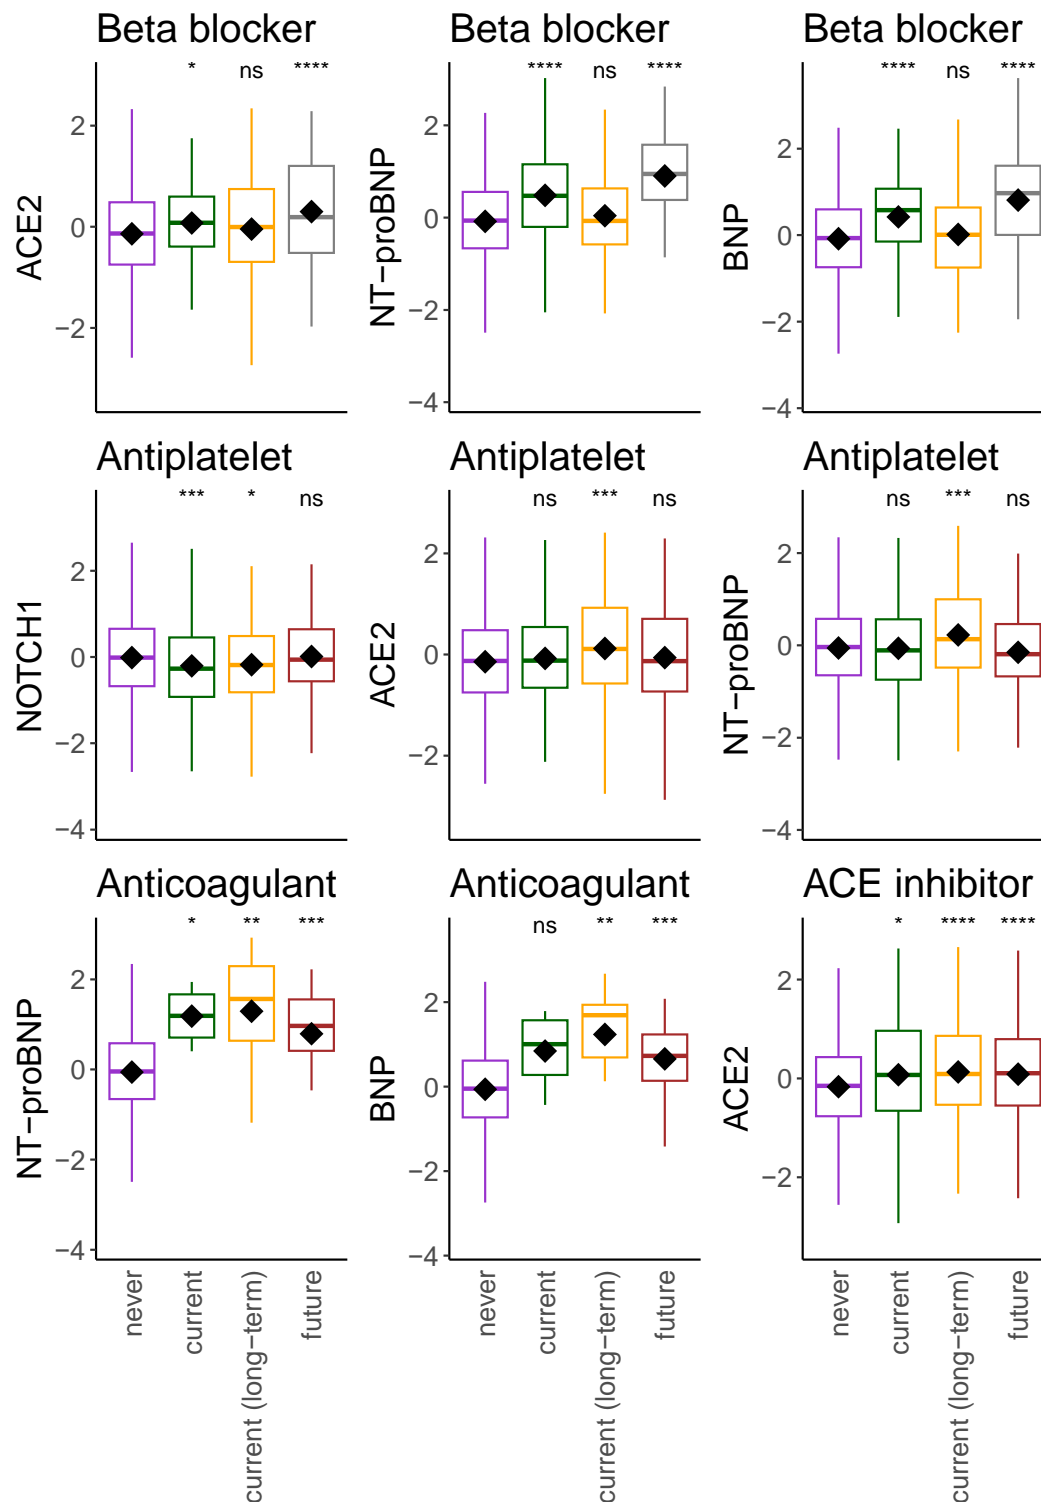 Beta blocker
* ns ****
ACE2
2
0
−2
Beta blocker
**** ns ****
NT−proBNP
2
0
−2
−4
Beta blocker
**** ns ****
BNP
2
0
−2
−4
Antiplatelet
*** * ns
NOTCH1
2
0
−2
−4
Antiplatelet
ns *** ns
ACE2
2
0
−2
Antiplatelet
ns *** ns
NT−proBNP
2
0
−2
−4
Anticoagulant
* ** ***
NT−proBNP
2
0
−2
−4
never
current
current (long−term)
future
Anticoagulant
ns ** ***
BNP
2
0
−2
−4
never
current
current (long−term)
future
ACE inhibitor
* **** ****
ACE2
2
0
−2
never
current
current (long−term)
future